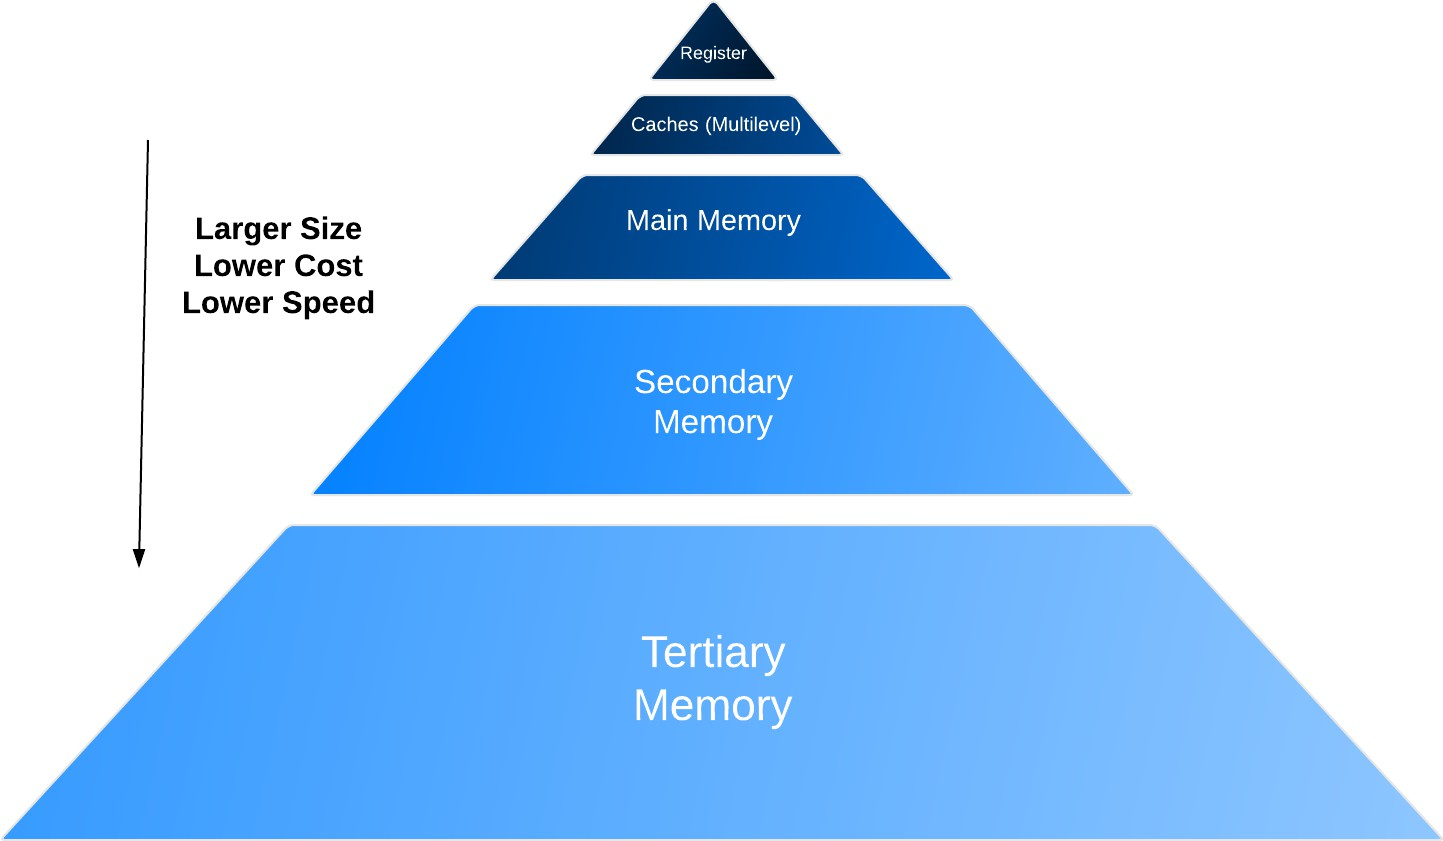 Register
Caches (Multilevel)
Main Memory
Larger Size
Lower Cost
Lower Speed
Secondary
Memory
Tertiary
Memory